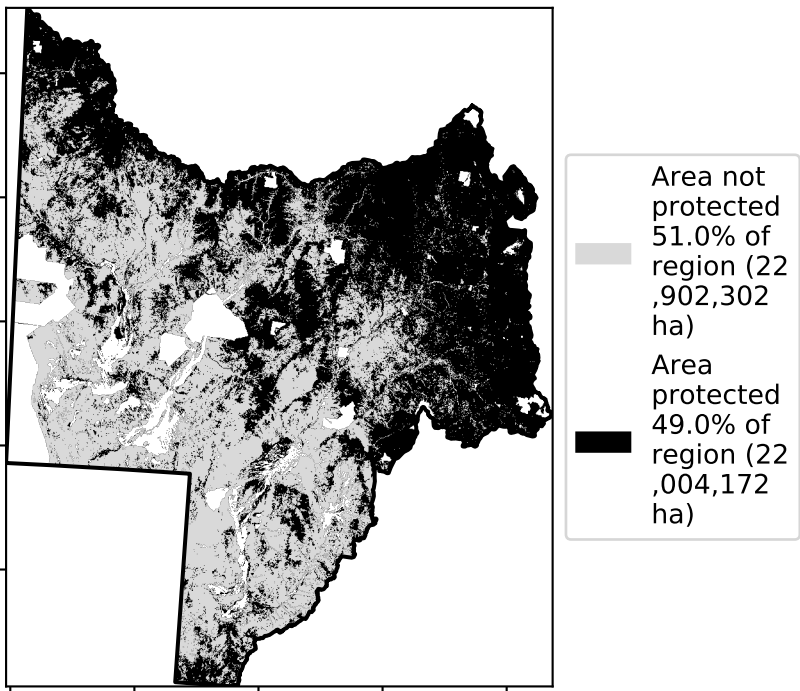 Area not
protected
51.0% of
region (22
,902,302
ha)
Area
protected
49.0% of
region (22
,004,172
ha)